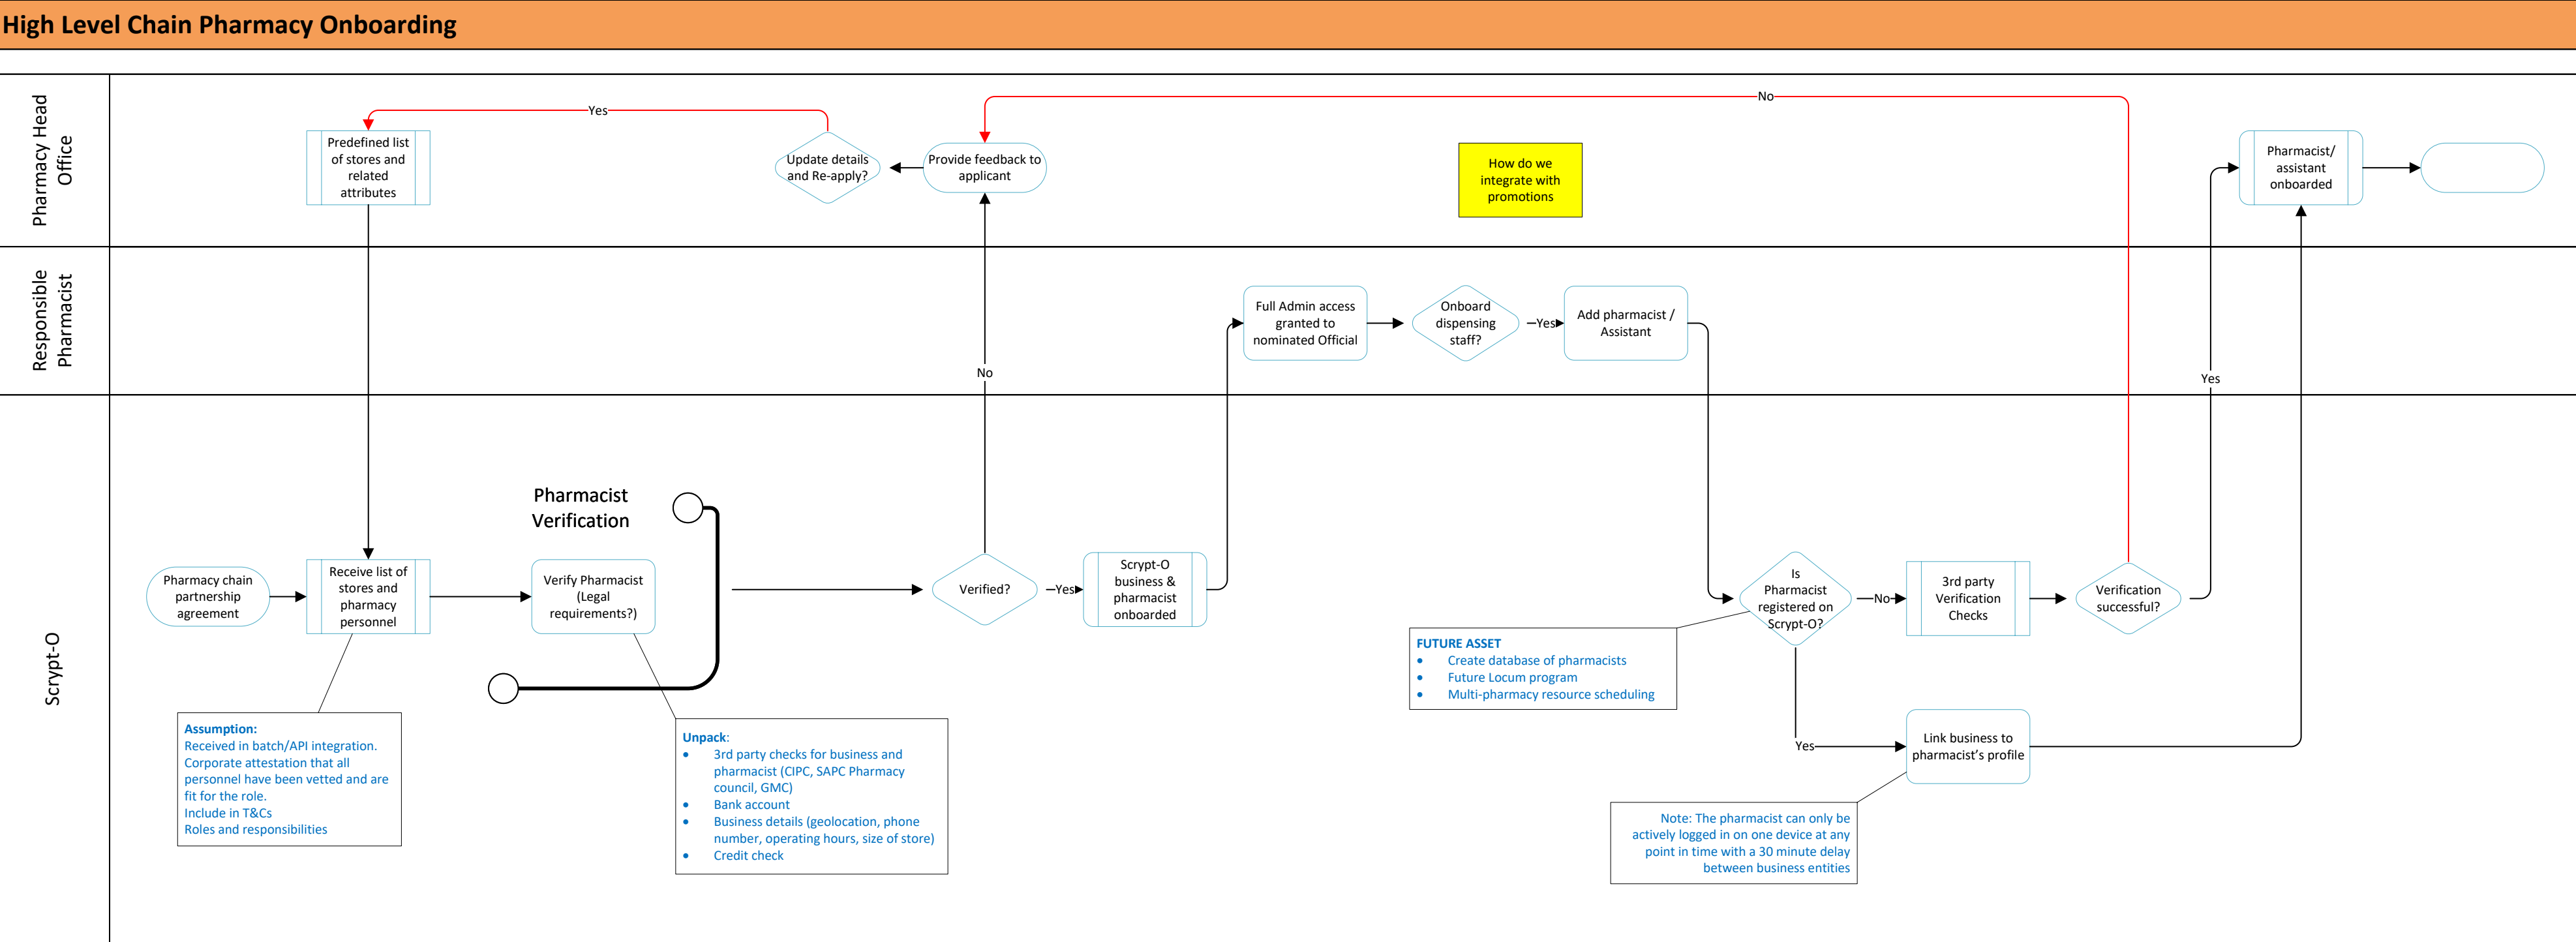 High Level Chain Pharmacy Onboarding
Pharmacy Head
Office
Yes
No
Predefined list
of stores and
related
attributes
Update details
and Re-apply?
Provide feedback to
applicant
How do we
integrate with
promotions
Pharmacist/
assistant
onboarded
Responsible
Pharmacist
Full Admin access
granted to
nominated Official
Onboard
dispensing
staff?
Yes
Add pharmacist /
Assistant
No
Yes
Scrypt-O
Pharmacist
Verification
Pharmacy chain
partnership
agreement
Receive list of
stores and
pharmacy
personnel
Verify Pharmacist
(Legal
requirements?)
Verified?
Yes
Scrypt-O
business &
pharmacist
onboarded
Is
Pharmacist
registered on
Scrypt-O?
No
3rd party
Verification
Checks
Verification
successful?
FUTURE ASSET
• Create database of pharmacists
• Future Locum program
• Multi-pharmacy resource scheduling
Yes
Link business to
pharmacist’s profile
Assumption:
Received in batch/API integration.
Corporate attestation that all
personnel have been vetted and are
fit for the role.
Include in T&Cs
Roles and responsibilities
Unpack:
• 3rd party checks for business and
pharmacist (CIPC, SAPC Pharmacy
council, GMC)
• Bank account
• Business details (geolocation, phone
number, operating hours, size of store)
• Credit check
Note: The pharmacist can only be
actively logged in on one device at any
point in time with a 30 minute delay
between business entities